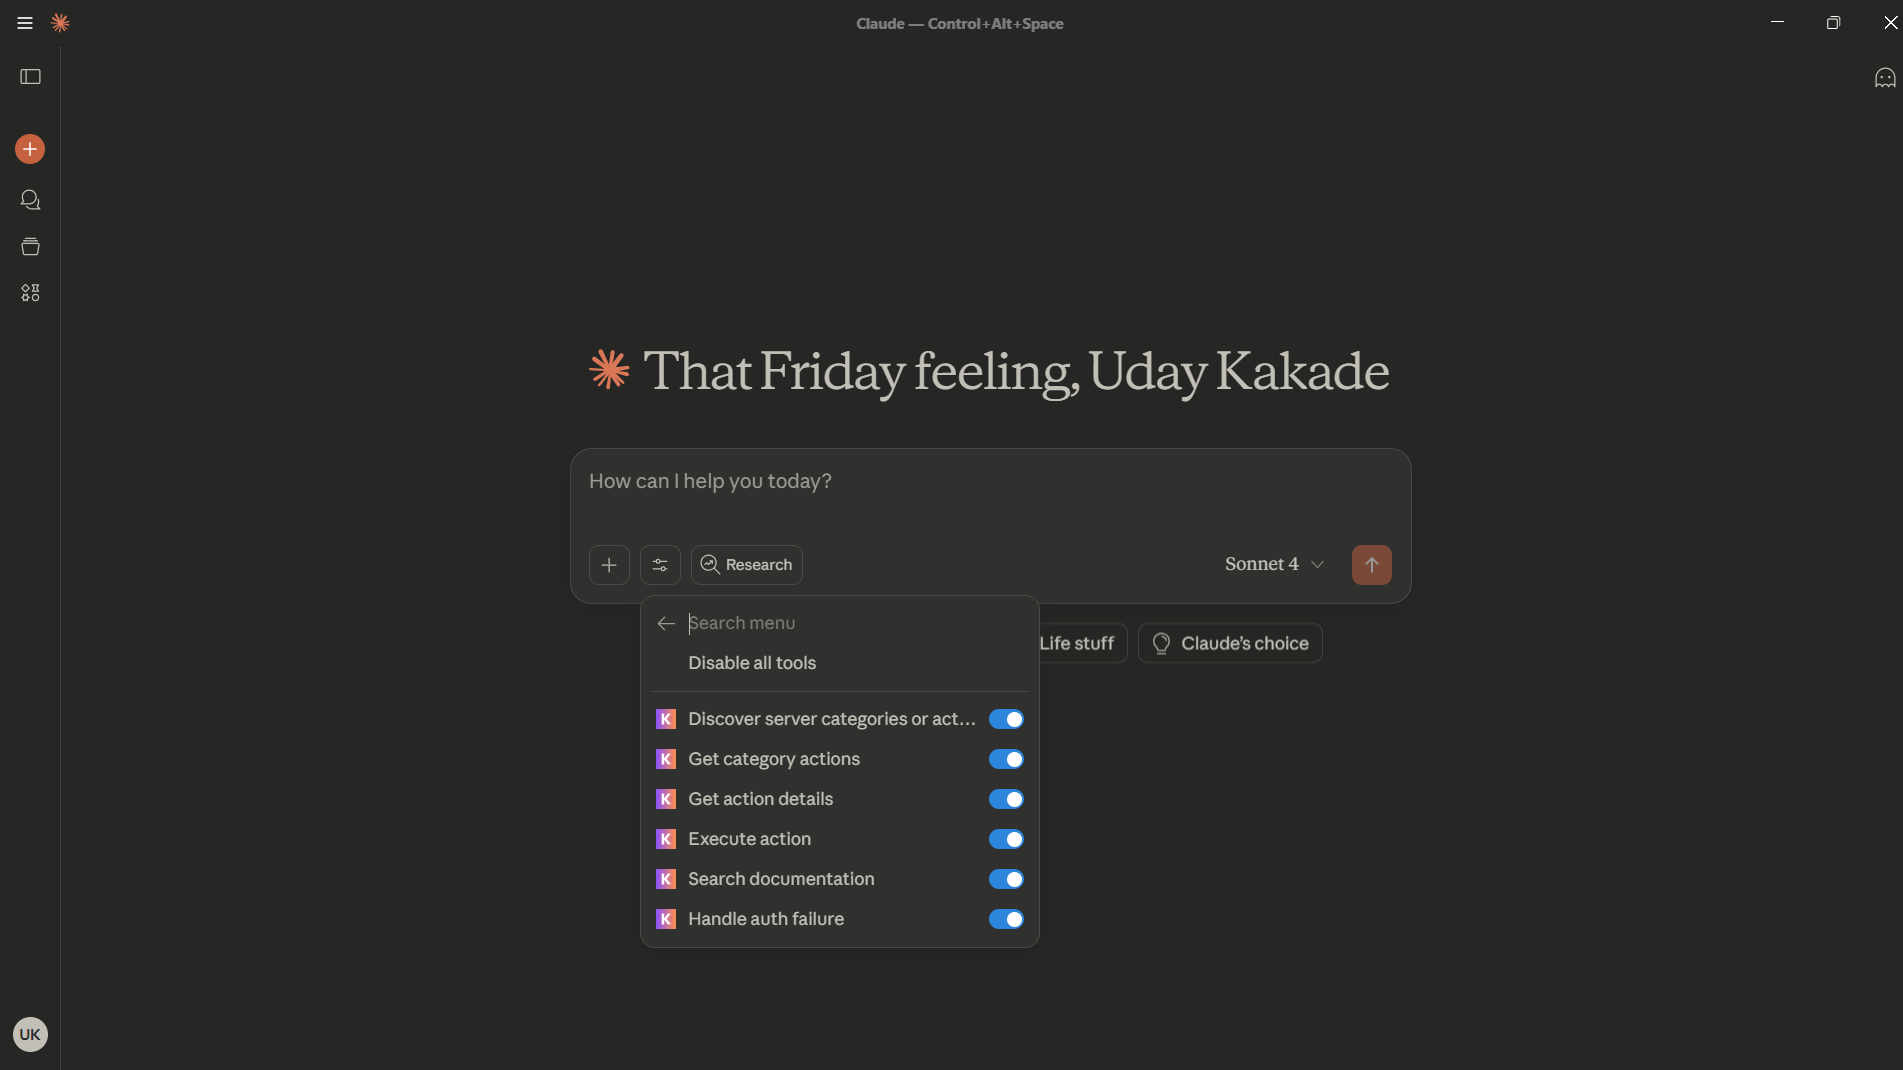 Claude — Control+Alt+Space
That Friday feeling, Uday Kakade
How can I help you today?
Research
Sonnet 4
Search menu
Disable all tools
Life stuff
Claude's choice
K Discover server categories or act...
K Get category actions
K Get action details
K Execute action
K Search documentation
K Handle auth failure
UK